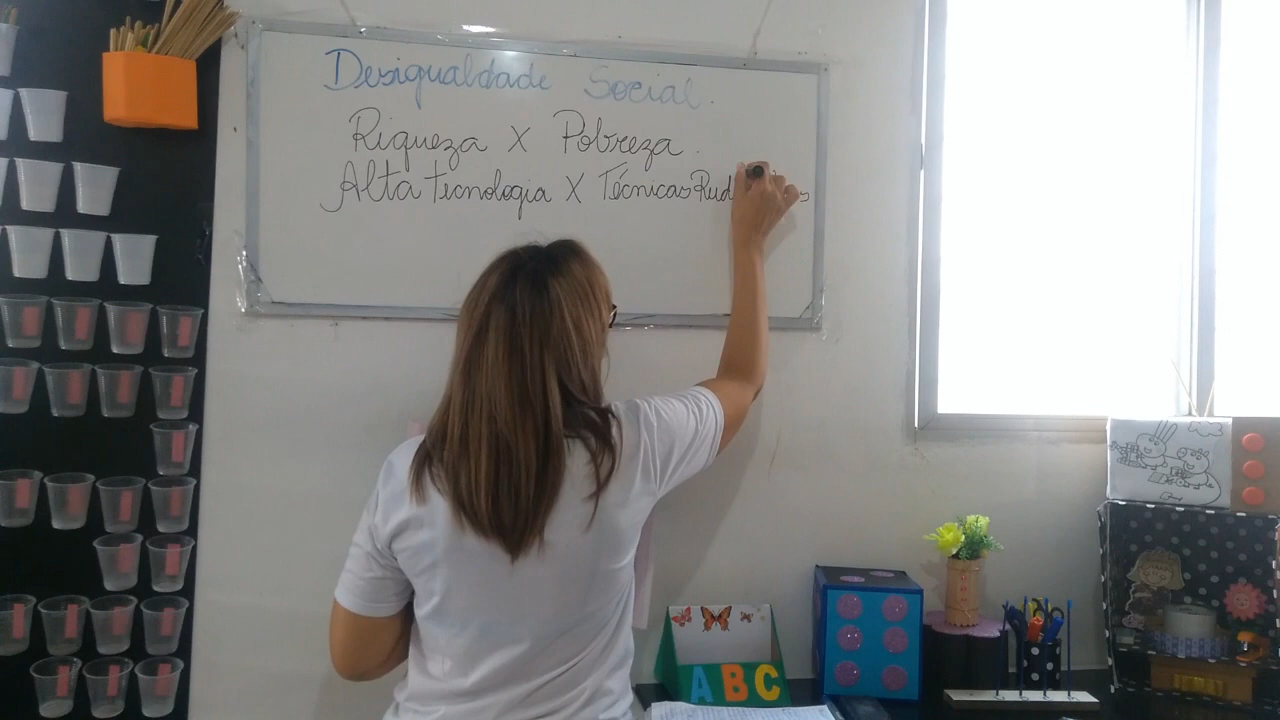 Desigualdade Social.
Riqueza X Pobreza.
Alta tecnologia X Técnicas
ABC